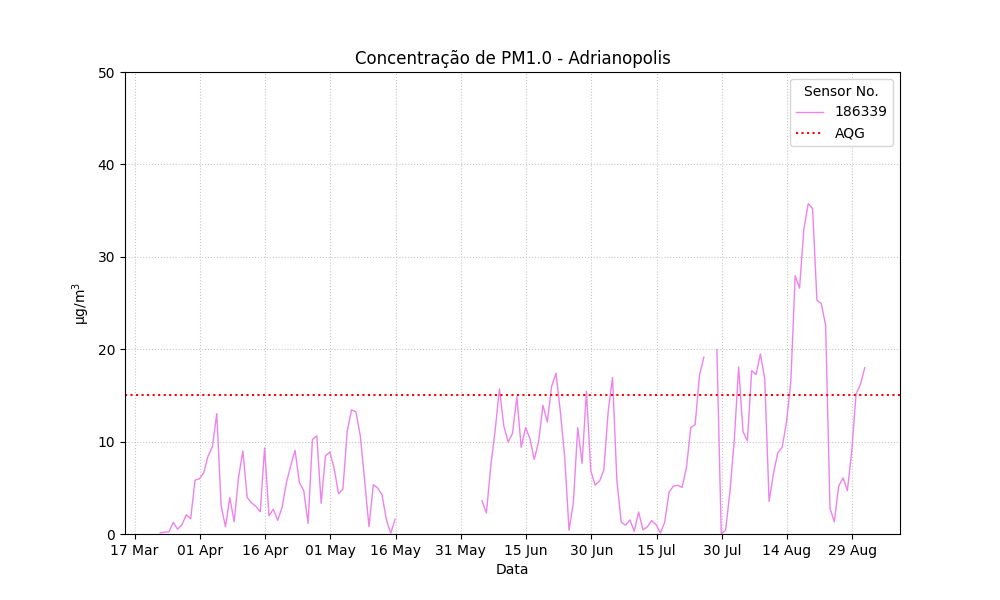 Concentração de PM1.0 - Adrianopolis
50
40
30
20
10
0
µg/m³
Sensor No.
186339
AQG
17 Mar 01 Apr 16 Apr 01 May 16 May 31 May 15 Jun 30 Jun 15 Jul 30 Jul 14 Aug 29 Aug
Data